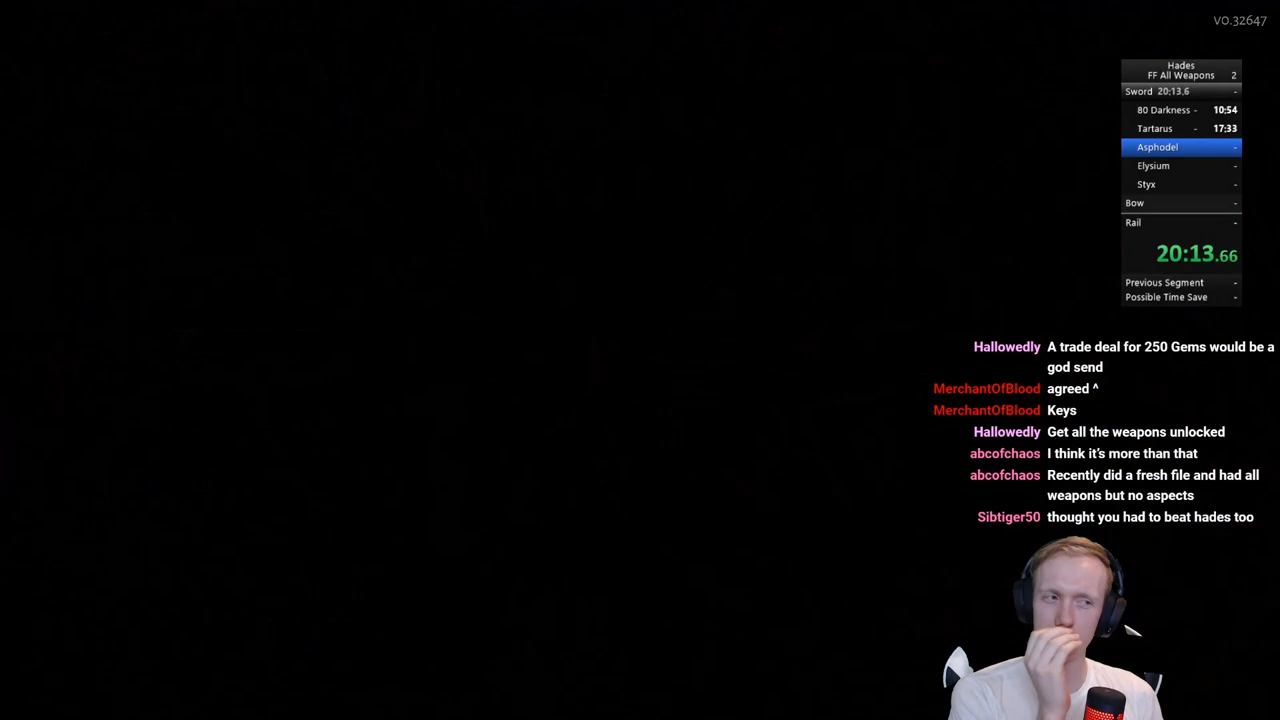 V0.32647
Hades
FF All Weapons 2
Sword 20:13.6 -
80 Darkness - 10:54
Tartarus - 17:33
Asphodel -
Elysium -
Styx -
Bow -
Rail -
20:13.66
Previous Segment -
Possible Time Save -
Hallowedly A trade deal for 250 Gems would be a
god send
MerchantOfBlood agreed ^
MerchantOfBlood Keys
Hallowedly Get all the weapons unlocked
abcofchaos I think it’s more than that
abcofchaos Recently did a fresh file and had all
weapons but no aspects
Sibtiger50 thought you had to beat hades too